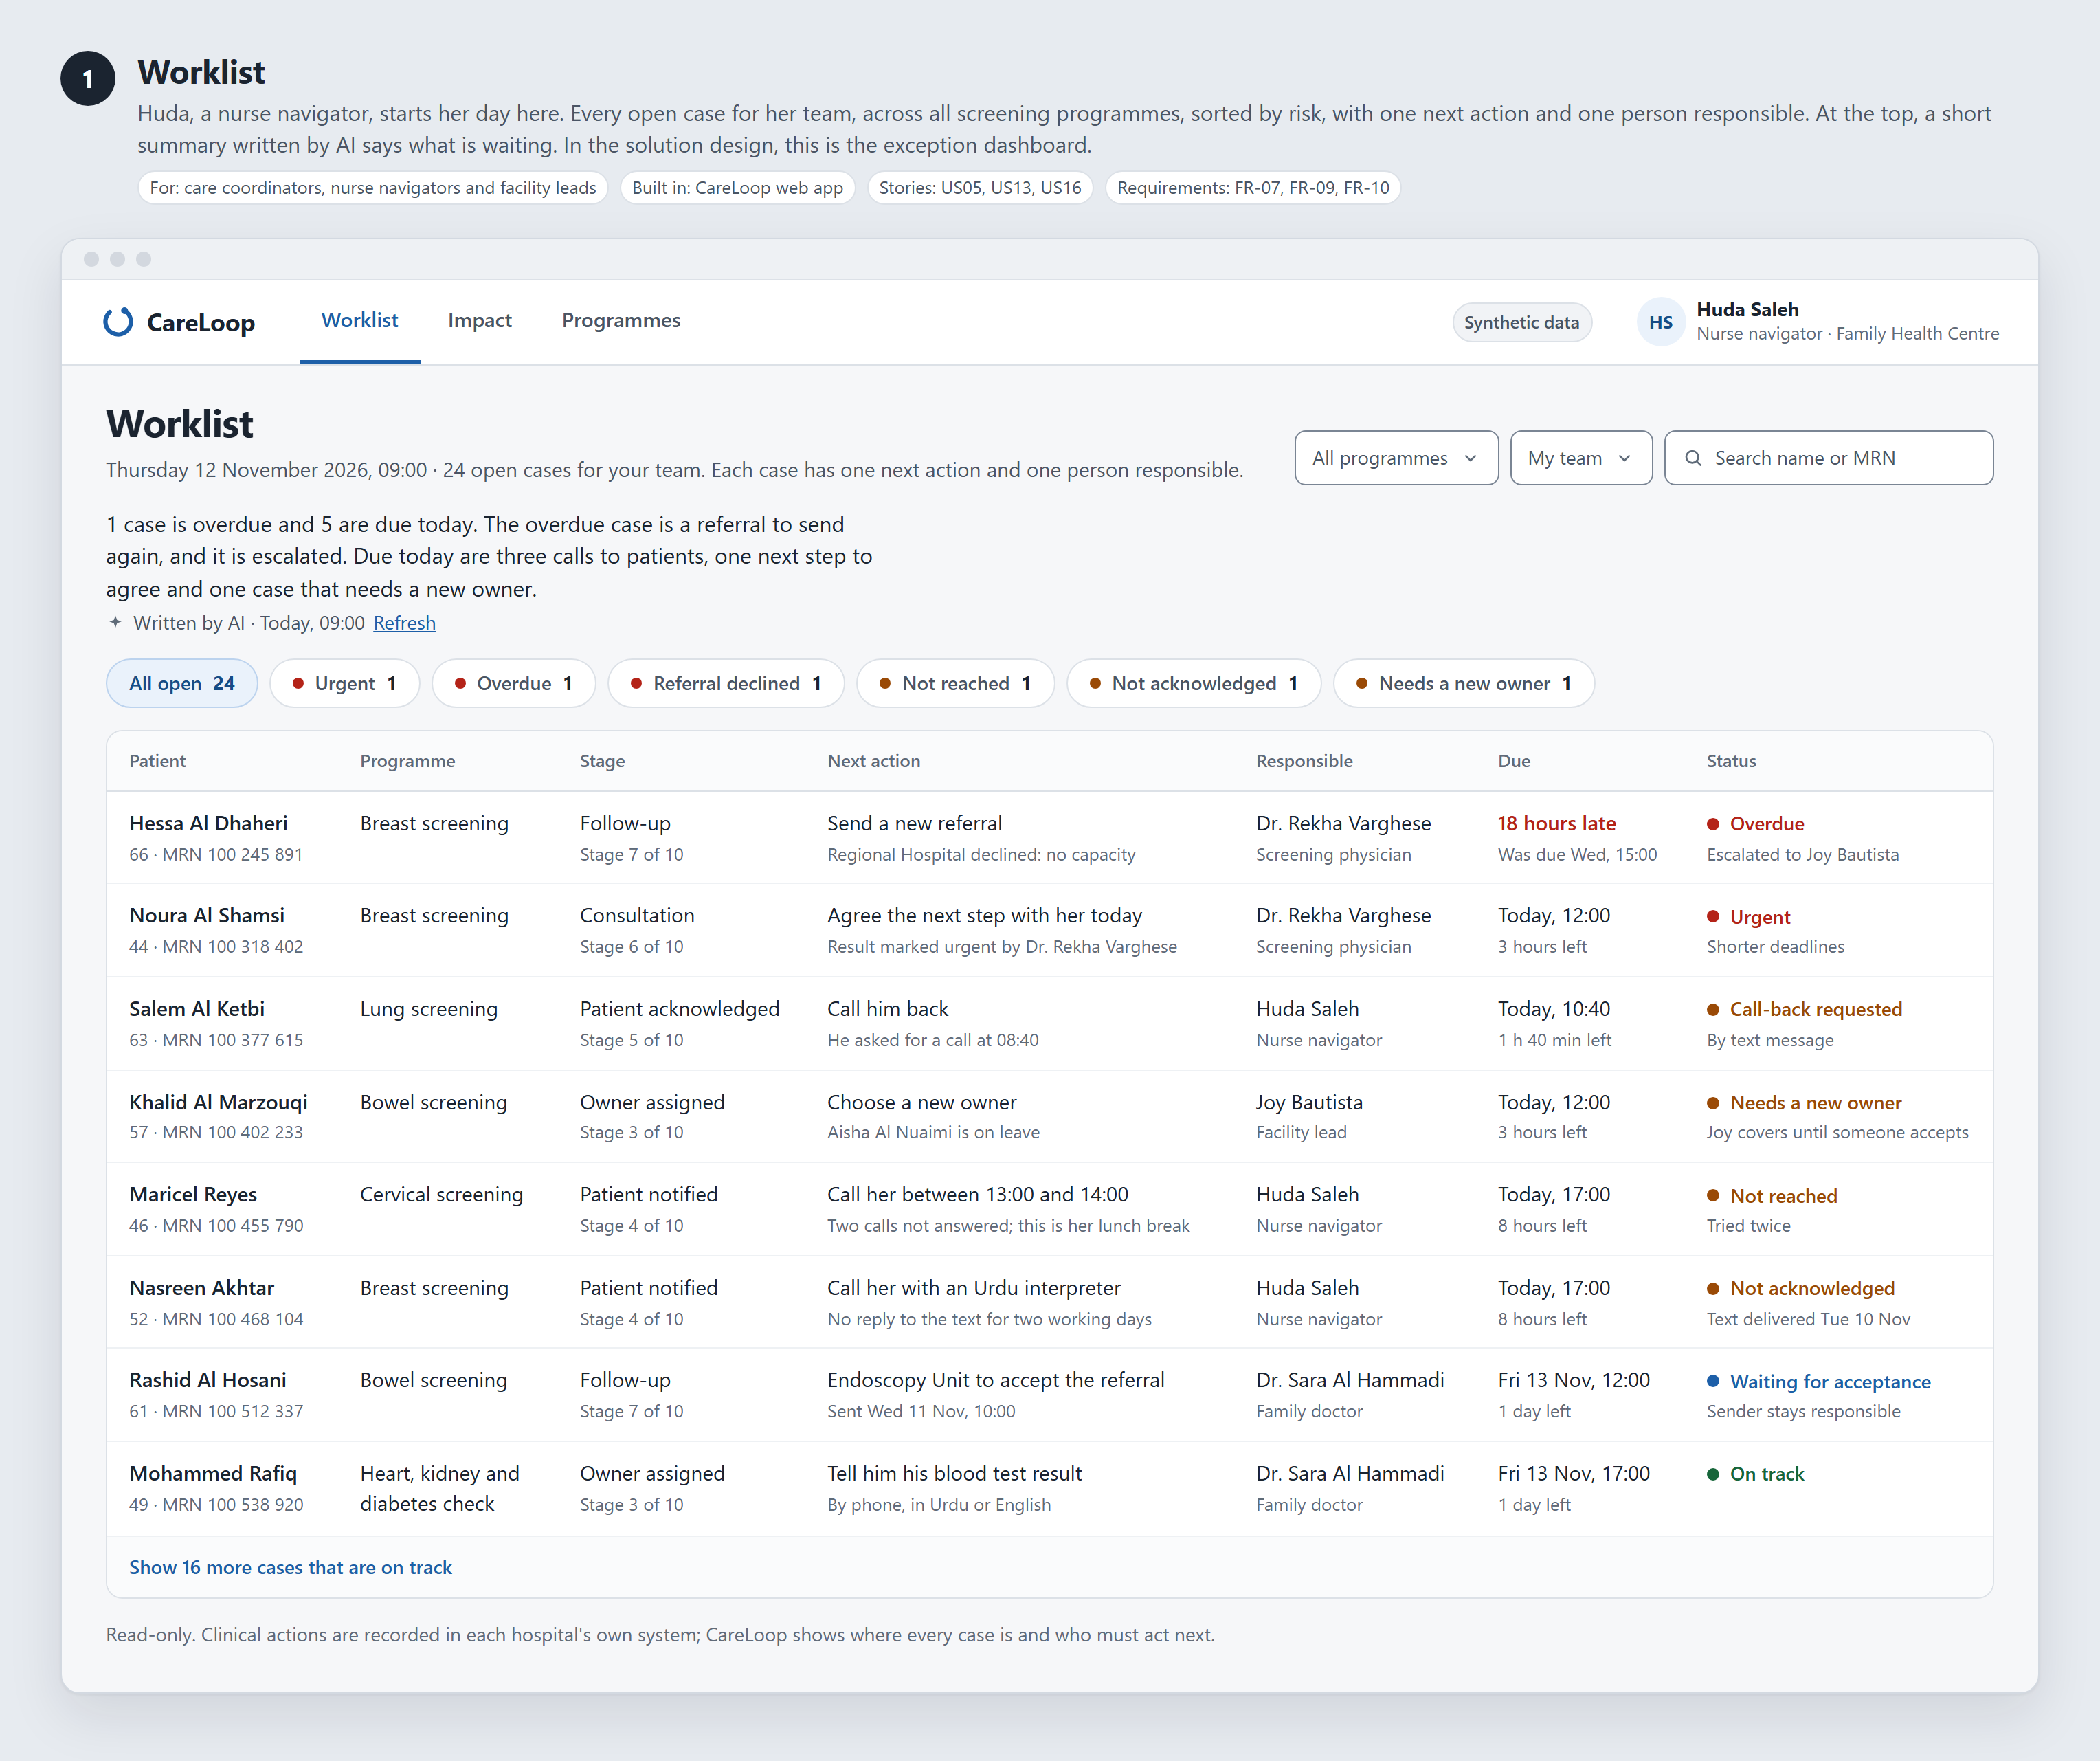 1
Worklist
Huda, a nurse navigator, starts her day here. Every open case for her team, across all screening programmes, sorted by risk, with one next action and one person responsible. At the top, a short
summary written by AI says what is waiting. In the solution design, this is the exception dashboard.
For: care coordinators, nurse navigators and facility leads Built in: CareLoop web app Stories: US05, US13, US16 Requirements: FR-07, FR-09, FR-10
CareLoop Worklist Impact Programmes Synthetic data HS Huda Saleh
Nurse navigator · Family Health Centre
Worklist
Thursday 12 November 2026, 09:00 · 24 open cases for your team. Each case has one next action and one person responsible.
All programmes My team Search name or MRN
1 case is overdue and 5 are due today. The overdue case is a referral to send
again, and it is escalated. Due today are three calls to patients, one next step to
agree and one case that needs a new owner.
Written by AI · Today, 09:00 Refresh
All open 24 Urgent 1 Overdue 1 Referral declined 1 Not reached 1 Not acknowledged 1 Needs a new owner 1
Patient Programme Stage Next action Responsible Due Status
Hessa Al Dhaheri Breast screening Follow-up Send a new referral Dr. Rekha Varghese 18 hours late Overdue
66 · MRN 100 245 891 Stage 7 of 10 Regional Hospital declined: no capacity Screening physician Was due Wed, 15:00 Escalated to Joy Bautista
Noura Al Shamsi Breast screening Consultation Agree the next step with her today Dr. Rekha Varghese Today, 12:00 Urgent
44 · MRN 100 318 402 Stage 6 of 10 Result marked urgent by Dr. Rekha Varghese Screening physician 3 hours left Shorter deadlines
Salem Al Ketbi Lung screening Patient acknowledged Call him back Huda Saleh Today, 10:40 Call-back requested
63 · MRN 100 377 615 Stage 5 of 10 He asked for a call at 08:40 Nurse navigator 1 h 40 min left By text message
Khalid Al Marzouqi Bowel screening Owner assigned Choose a new owner Joy Bautista Today, 12:00 Needs a new owner
57 · MRN 100 402 233 Stage 3 of 10 Aisha Al Nuaimi is on leave Facility lead 3 hours left Joy covers until someone accepts
Maricel Reyes Cervical screening Patient notified Call her between 13:00 and 14:00 Huda Saleh Today, 17:00 Not reached
46 · MRN 100 455 790 Stage 4 of 10 Two calls not answered; this is her lunch break Nurse navigator 8 hours left Tried twice
Nasreen Akhtar Breast screening Patient notified Call her with an Urdu interpreter Huda Saleh Today, 17:00 Not acknowledged
52 · MRN 100 468 104 Stage 4 of 10 No reply to the text for two working days Nurse navigator 8 hours left Text delivered Tue 10 Nov
Rashid Al Hosani Bowel screening Follow-up Endoscopy Unit to accept the referral Dr. Sara Al Hammadi Fri 13 Nov, 12:00 Waiting for acceptance
61 · MRN 100 512 337 Stage 7 of 10 Sent Wed 11 Nov, 10:00 Family doctor 1 day left Sender stays responsible
Mohammed Rafiq Heart, kidney and Owner assigned Tell him his blood test result Dr. Sara Al Hammadi Fri 13 Nov, 17:00 On track
49 · MRN 100 538 920 diabetes check Stage 3 of 10 By phone, in Urdu or English Family doctor 1 day left
Show 16 more cases that are on track
Read-only. Clinical actions are recorded in each hospital's own system; CareLoop shows where every case is and who must act next.